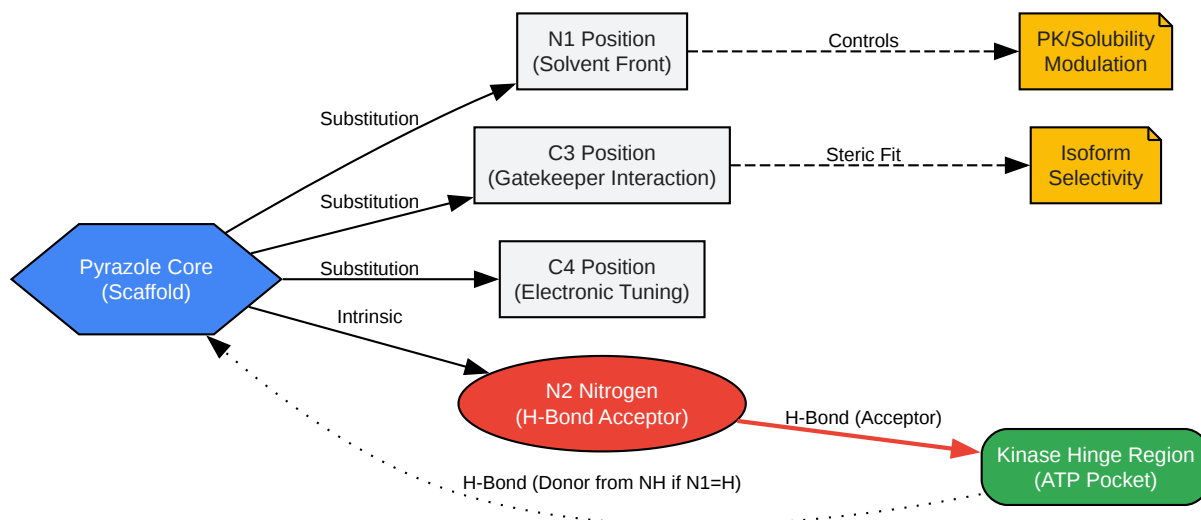 N1 Position
(Solvent Front)
Controls
PK/Solubility
Modulation
Substitution
C3 Position
(Gatekeeper Interaction)
Steric Fit
Isoform
Selectivity
Substitution
Pyrazole Core
(Scaffold)
Substitution
C4 Position
(Electronic Tuning)
Intrinsic
N2 Nitrogen
(H-Bond Acceptor)
H-Bond (Acceptor)
Kinase Hinge Region
(ATP Pocket)
H-Bond (Donor from NH if N1=H)